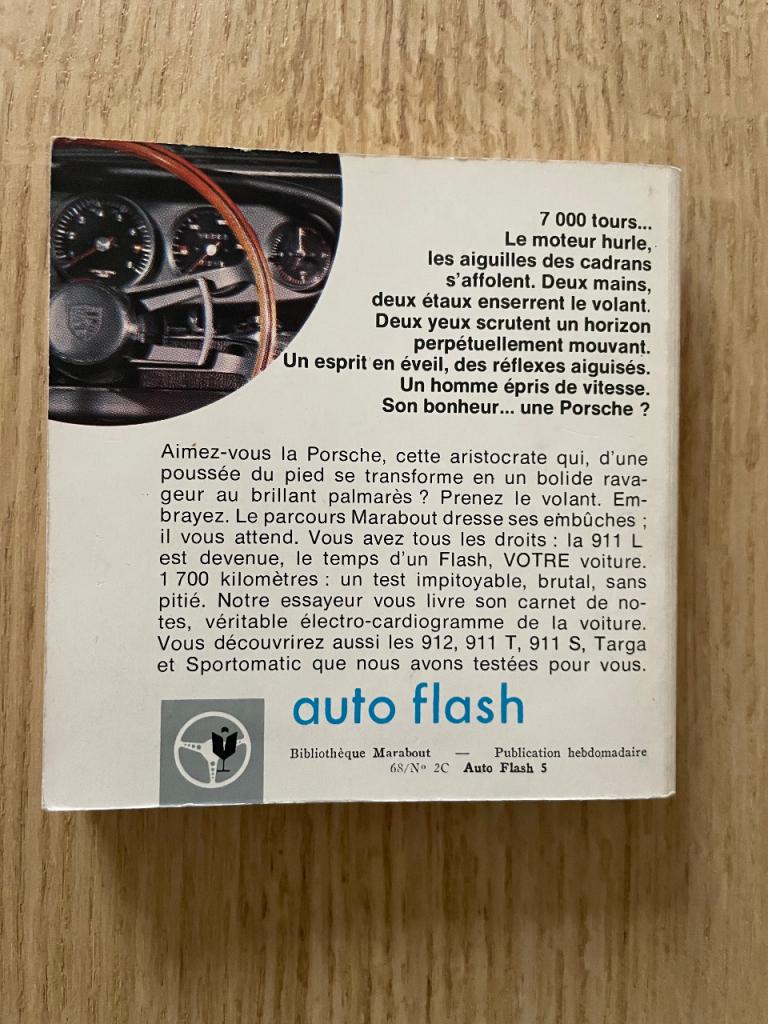 7 000 tours...
Le moteur hurle,
les aiguilles des cadrans
s'affolent. Deux mains,
deux étaux enserrent le volant.
Deux yeux scrutent un horizon
perpétuellement mouvant.
Un esprit en éveil, des réflexes aiguisés.
Un homme épris de vitesse.
Son bonheur... une Porsche ?
Aimez-vous la Porsche, cette aristocrate qui, d'une
poussée du pied se transforme en un bolide rava-
geur au brillant palmarès ? Prenez le volant. Em-
brayez. Le parcours Marabout dresse ses embûches ;
il vous attend. Vous avez tous les droits : la 911 L
est devenue, le temps d'un Flash, VOTRE voiture.
1 700 kilomètres : un test impitoyable, brutal, sans
pitié. Notre essayeur vous livre son carnet de no-
tes, véritable électro-cardiogramme de la voiture.
Vous découvrirez aussi les 912, 911 T, 911 S, Targa
et Sportomatic que nous avons testées pour vous.
auto flash
Bibliothèque Marabout — Publication hebdomadaire
68/Nº 2C Auto Flash 5